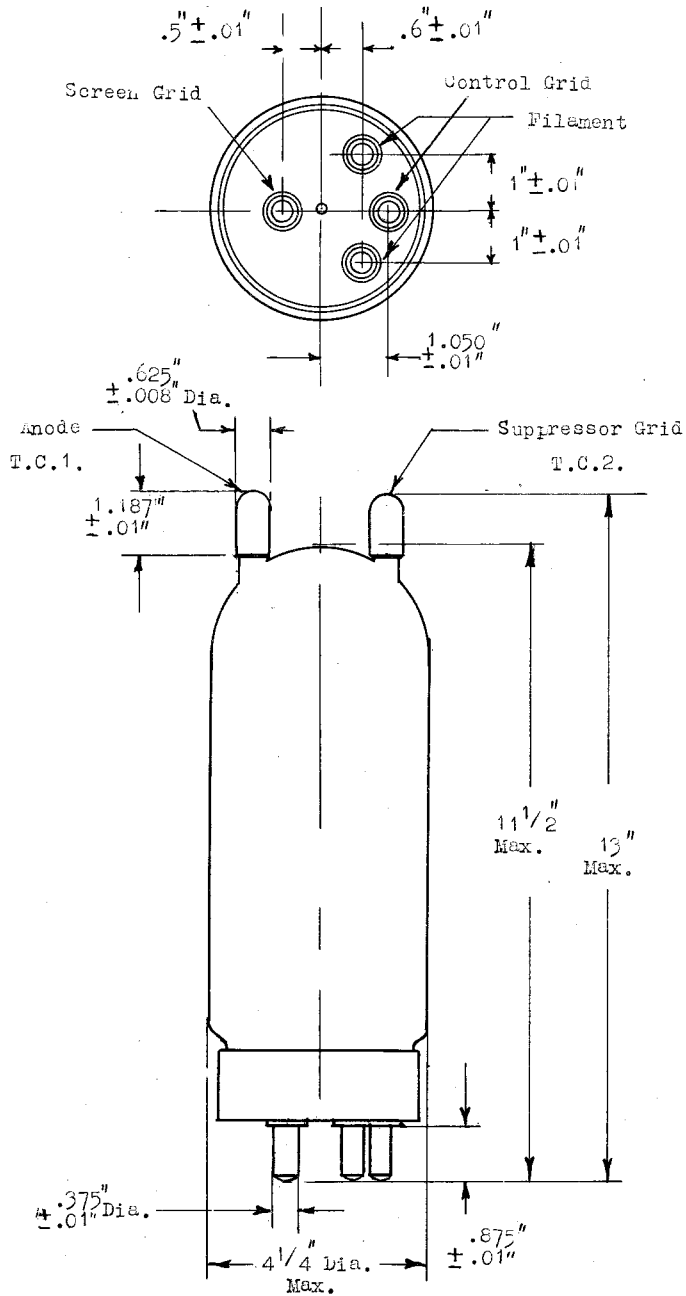 .5"±.01"
.6"±.01"
Screen Grid
Control Grid
Filament
1"±.01"
1"±.01"
1.050"
±.01"
.625"
±.008" Dia.
Anode
T.C.1.
Suppressor Grid
T.C.2.
1.187"
±.01"
11 1/2"
Max.
13"
Max.
.375" Dia.
±.01"
.875"
±.01"
4 1/4" Dia.
Max.